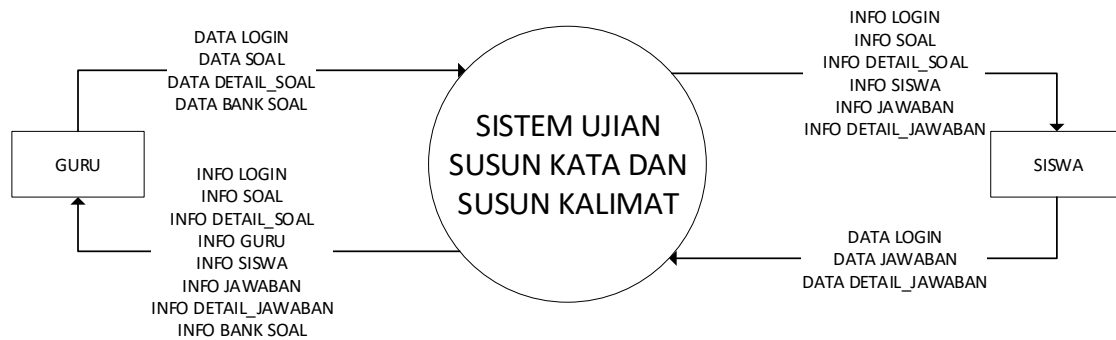 DATA LOGIN
DATA SOAL
DATA DETAIL_SOAL
DATA BANK SOAL
GURU
INFO LOGIN
INFO SOAL
INFO DETAIL_SOAL
INFO GURU
INFO SISWA
INFO JAWABAN
INFO DETAIL_JAWABAN
INFO BANK SOAL
SISTEM UJIAN
SUSUN KATA DAN
SUSUN KALIMAT
INFO LOGIN
INFO SOAL
INFO DETAIL_SOAL
INFO SISWA
INFO JAWABAN
INFO DETAIL_JAWABAN
SISWA
DATA LOGIN
DATA JAWABAN
DATA DETAIL_JAWABAN